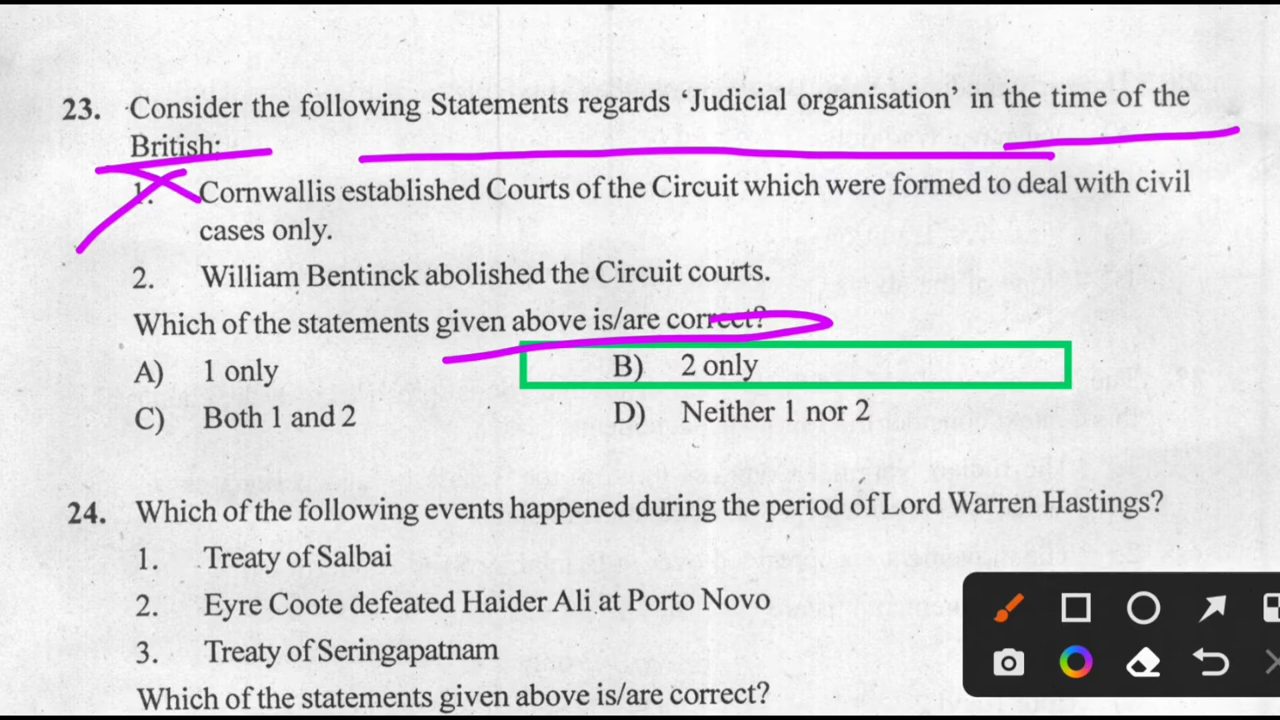 23. Consider the following Statements regards ‘Judicial organisation’ in the time of the
British:
1. Cornwallis established Courts of the Circuit which were formed to deal with civil
cases only.
2. William Bentinck abolished the Circuit courts.
Which of the statements given above is/are correct?
A) 1 only B) 2 only
C) Both 1 and 2 D) Neither 1 nor 2
24. Which of the following events happened during the period of Lord Warren Hastings?
1. Treaty of Salbai
2. Eyre Coote defeated Haider Ali at Porto Novo
3. Treaty of Seringapatnam
Which of the statements given above is/are correct?